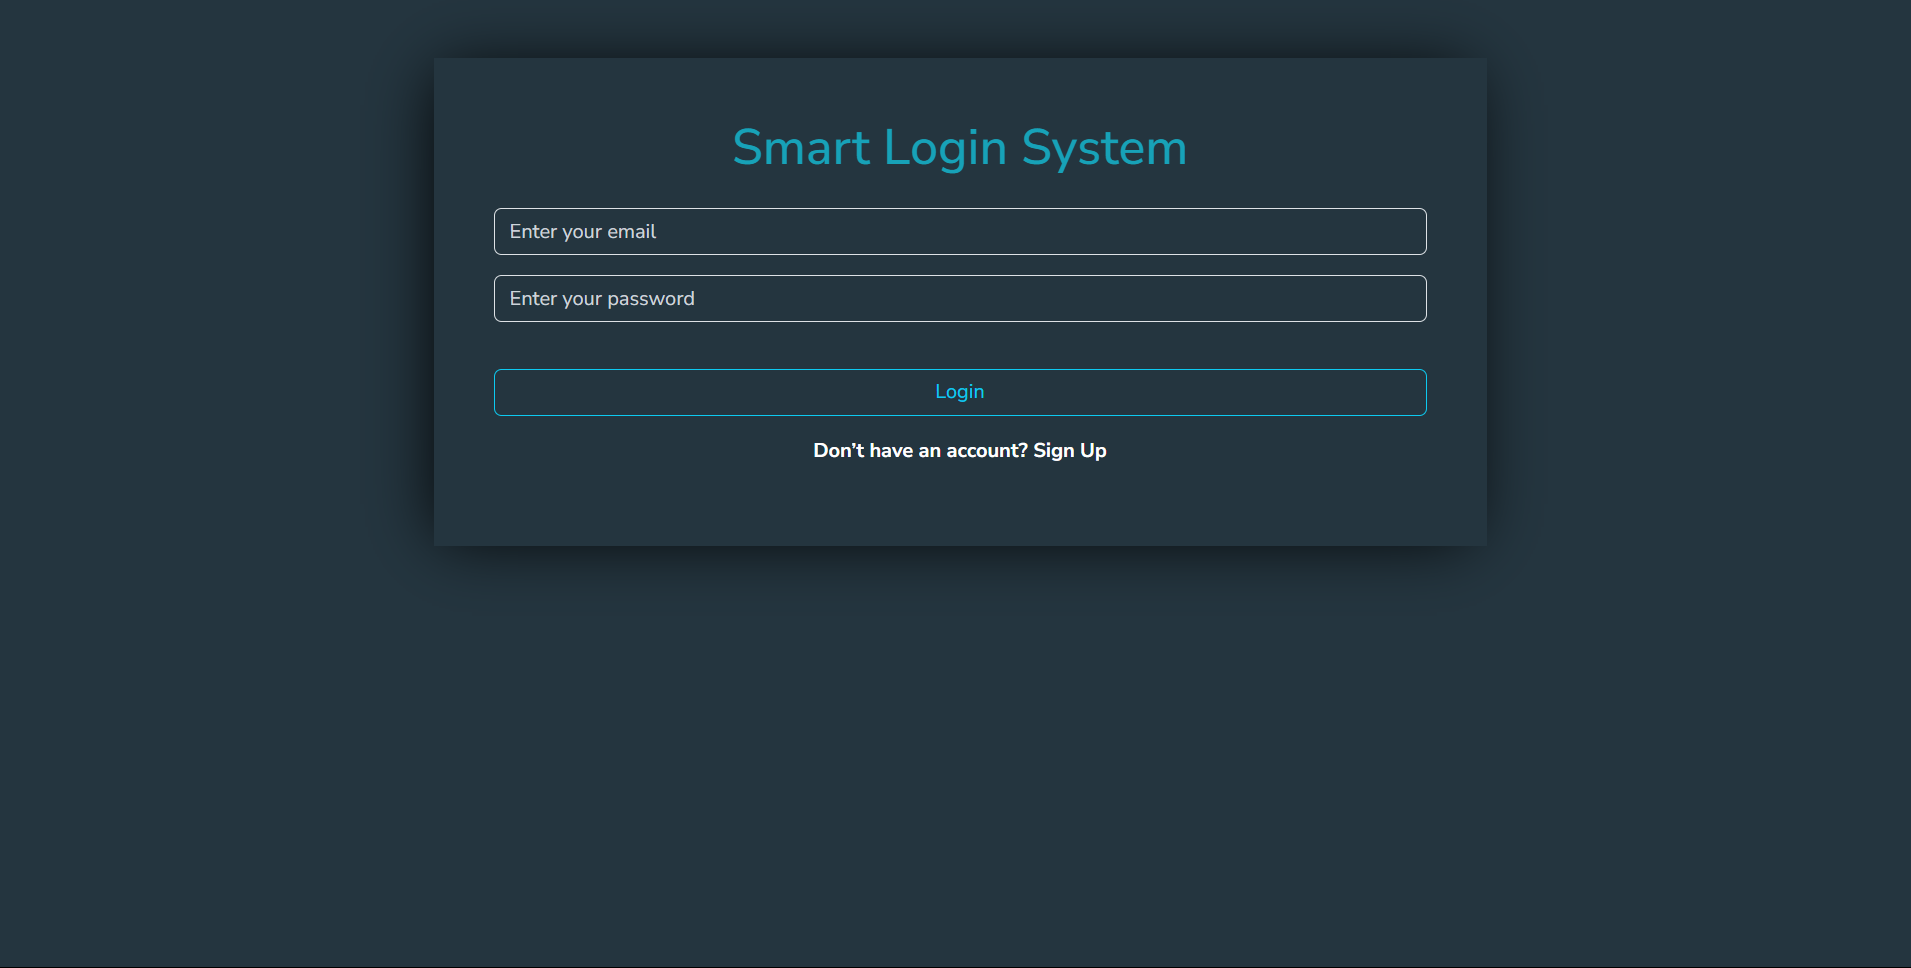 Smart Login System
Enter your email
Enter your password
Login
Don’t have an account? Sign Up